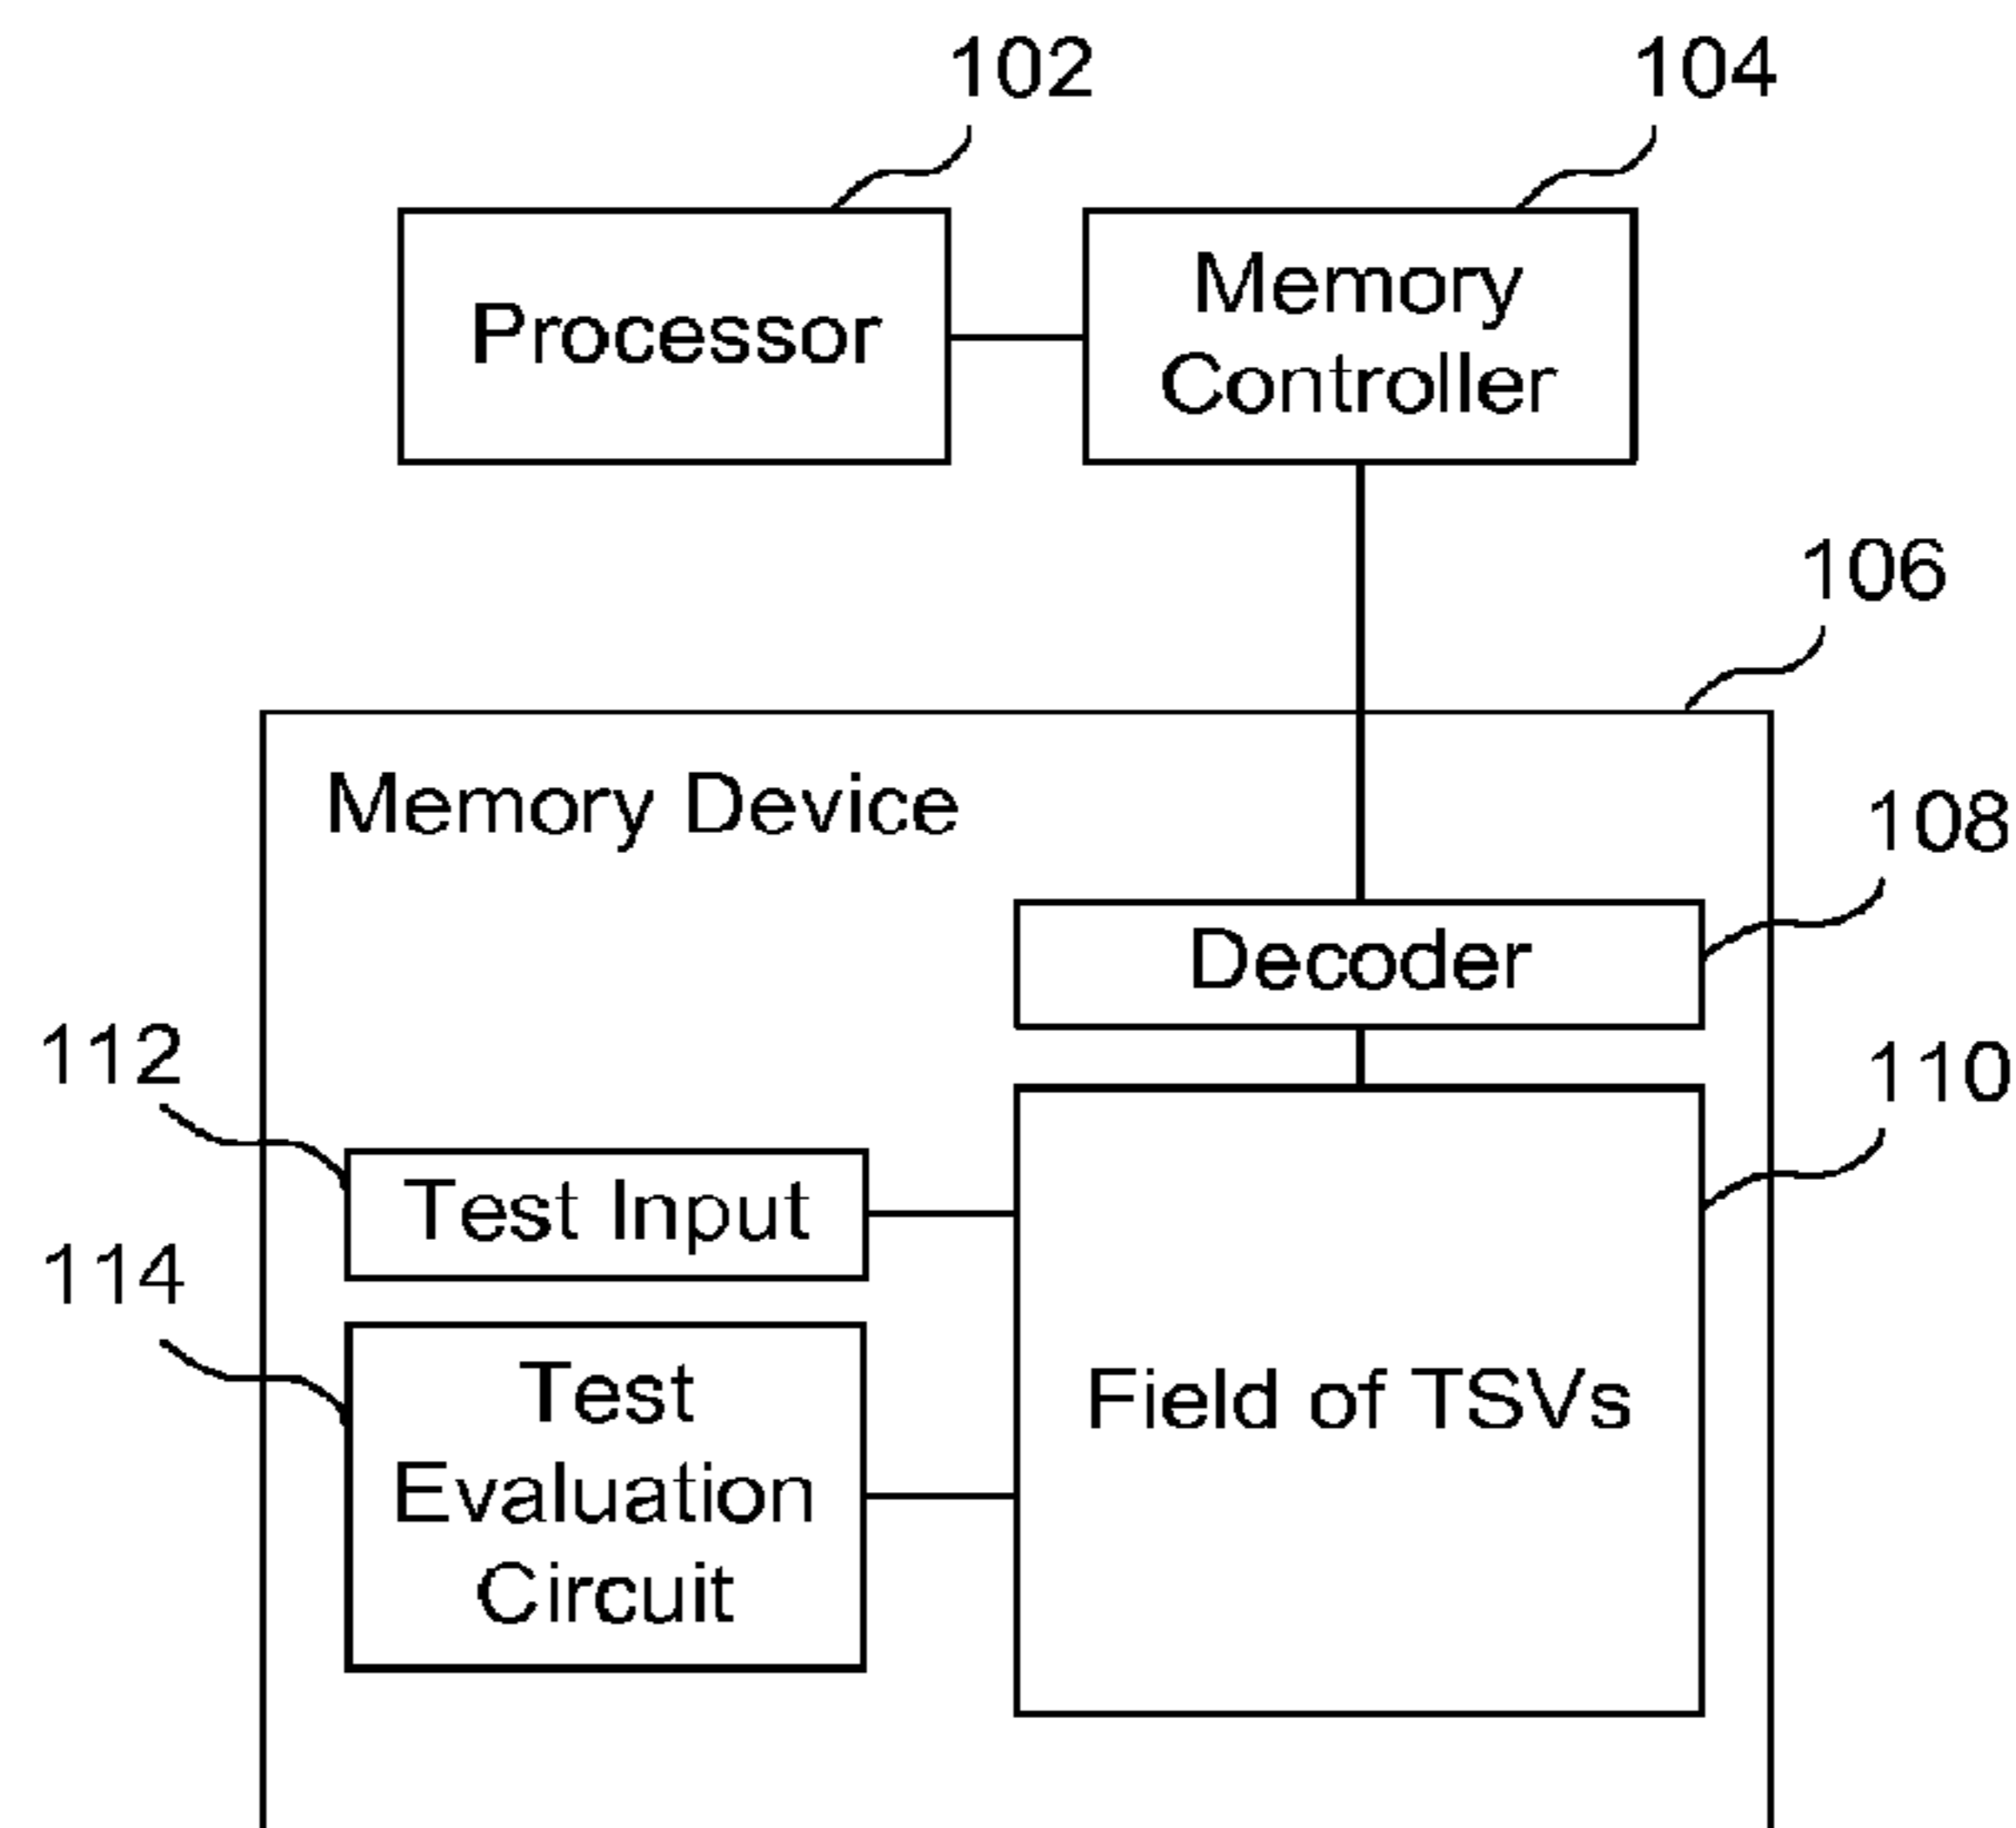 102
104
Processor
Memory
Controller
106
Memory Device
108
Decoder
112
110
Test Input
114
Test
Evaluation
Circuit
Field of TSVs